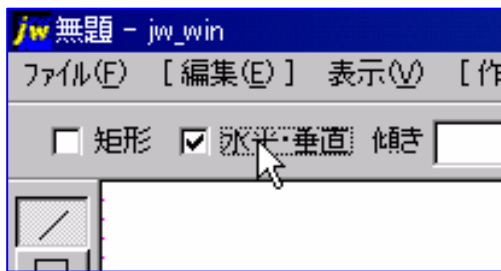 jw 無題 - jw_win
ファイル(F) [編集(E)] 表示(V) [作
矩形 水平・垂直 傾き